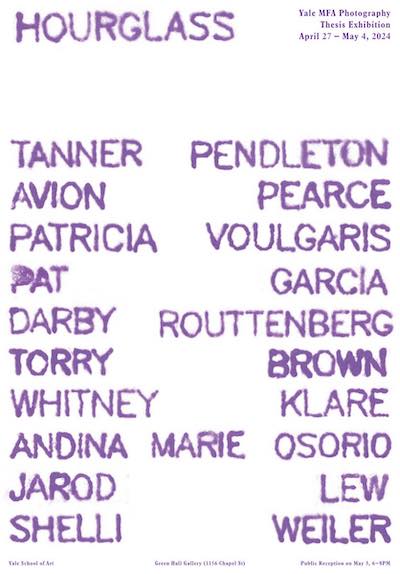 HOURGLASS
Yale MFA Photography
Thesis Exhibition
April 27 – May 4, 2024
TANNER PENDLETON
AVION PEARCE
PATRICIA VOULGARIS
PAT GARCIA
DARBY ROUTTENBERG
TORRY BROWN
WHITNEY KLARE
ANDINA MARIE OSORIO
JAROD LEW
SHELLI WEILER
Yale School of Art Green Hall Gallery (1156 Chapel St) Public Reception on May 3, 6–8PM